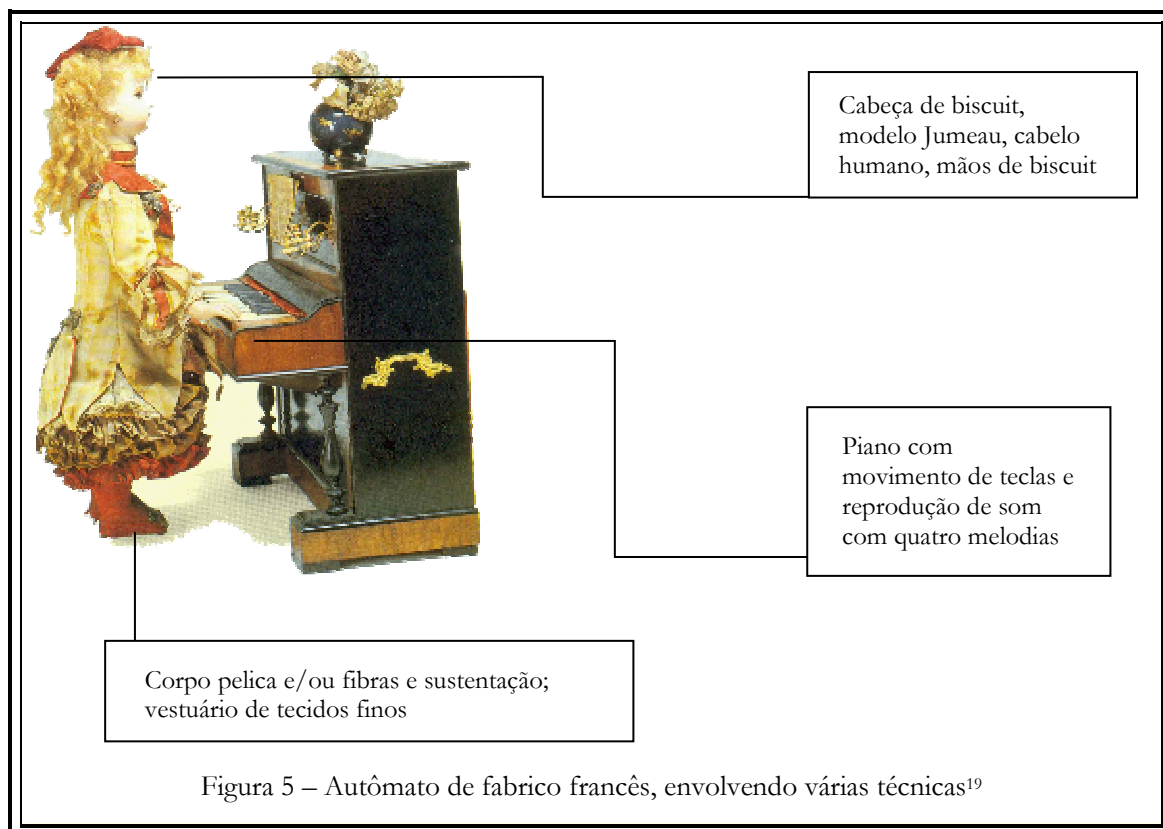 Cabeça de biscuit,
modelo Jumeau, cabelo
humano, mãos de biscuit
Piano com
movimento de teclas e
reprodução de som
com quatro melodias
Corpo pelica e/ou fibras e sustentação;
vestuário de tecidos finos
Figura 5 – Autômato de fabrico francês, envolvendo várias técnicas¹⁹